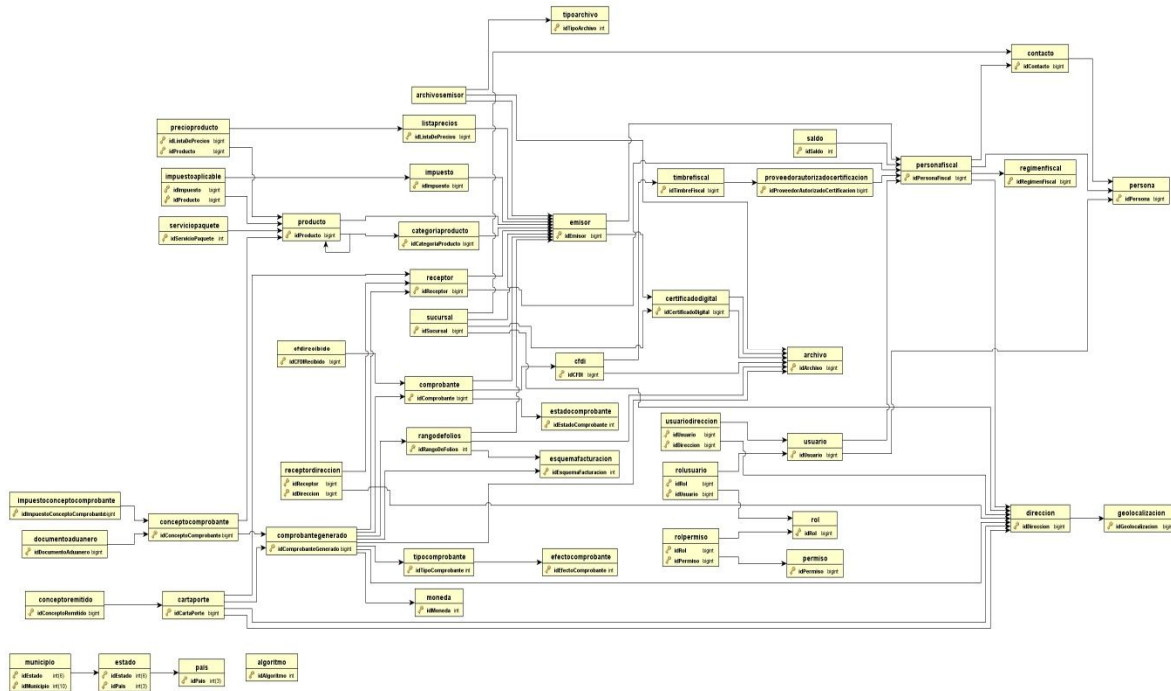 tipoarchivo
idTipoArchivo int
contacto
idContacto bigint
archivosemisor
precioproducto
idListaDePrecios bigint
idProducto bigint
listaprecios
idListaDePrecios bigint
saldo
idSaldo int
personafiscal
idPersonaFiscal bigint
regimenfiscal
idRegimenFiscal bigint
persona
idPersona bigint
impuestoaplicable
idImpuesto bigint
idProducto bigint
impuesto
idImpuesto bigint
timbrefiscal
idTimbreFiscal bigint
proveedorautorizadocertificacion
idProveedorAutorizadoCertificacion bigint
serviciopaquete
idServicioPaquete int
producto
idProducto bigint
categoriaproducto
idCategoriaProducto bigint
emisor
idEmisor bigint
receptor
idReceptor bigint
certificadodigital
idCertificadoDigital bigint
sucursal
idSucursal bigint
cfdirecibido
idCFDIRecibido bigint
cfdi
idCFDI bigint
archivo
idArchivo bigint
comprobante
idComprobante bigint
estadocomprobante
idEstadoComprobante int
usuariodireccion
idUsuario bigint
idDireccion bigint
usuario
idUsuario bigint
rangodefolios
idRangoDeFolios int
esquemafacturacion
idEsquemaFacturacion int
receptordireccion
idReceptor bigint
idDireccion bigint
rolusuario
idRol bigint
idUsuario bigint
impuestoconceptocomprobante
idImpuestoConceptoComprobante bigint
documentoaduanero
idDocumentoAduanero bigint
conceptocomprobante
idConceptoComprobante bigint
comprobantegenerado
idComprobanteGenerado bigint
rol
idRol bigint
direccion
idDireccion bigint
geolocalizacion
idGeolocalizacion bigint
rolpermiso
idRol bigint
idPermiso bigint
permiso
idPermiso bigint
tipocomprobante
idTipoComprobante int
efectocomprobante
idEfectoComprobante int
conceptoremitido
idConceptoRemitido bigint
cartaporte
idCartaPorte bigint
moneda
idMoneda int
municipio
idEstado int(6)
idMunicipio int(10)
estado
idEstado int(6)
idPais int(3)
pais
idPais int(3)
algoritmo
idAlgoritmo int